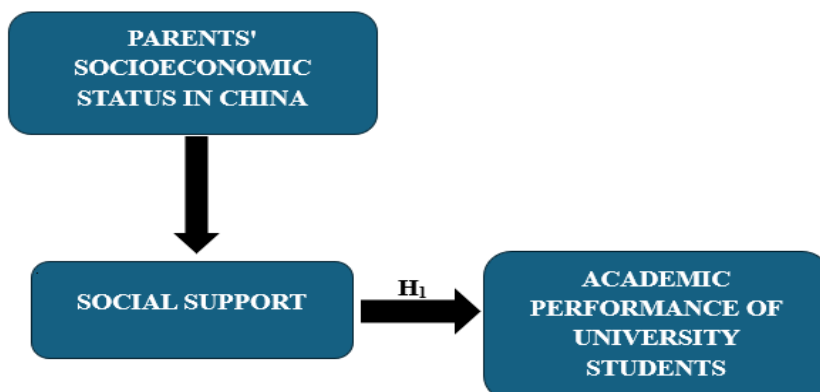 PARENTS'
SOCIOECONOMIC
STATUS IN CHINA
SOCIAL SUPPORT
H₁
ACADEMIC
PERFORMANCE OF
UNIVERSITY
STUDENTS